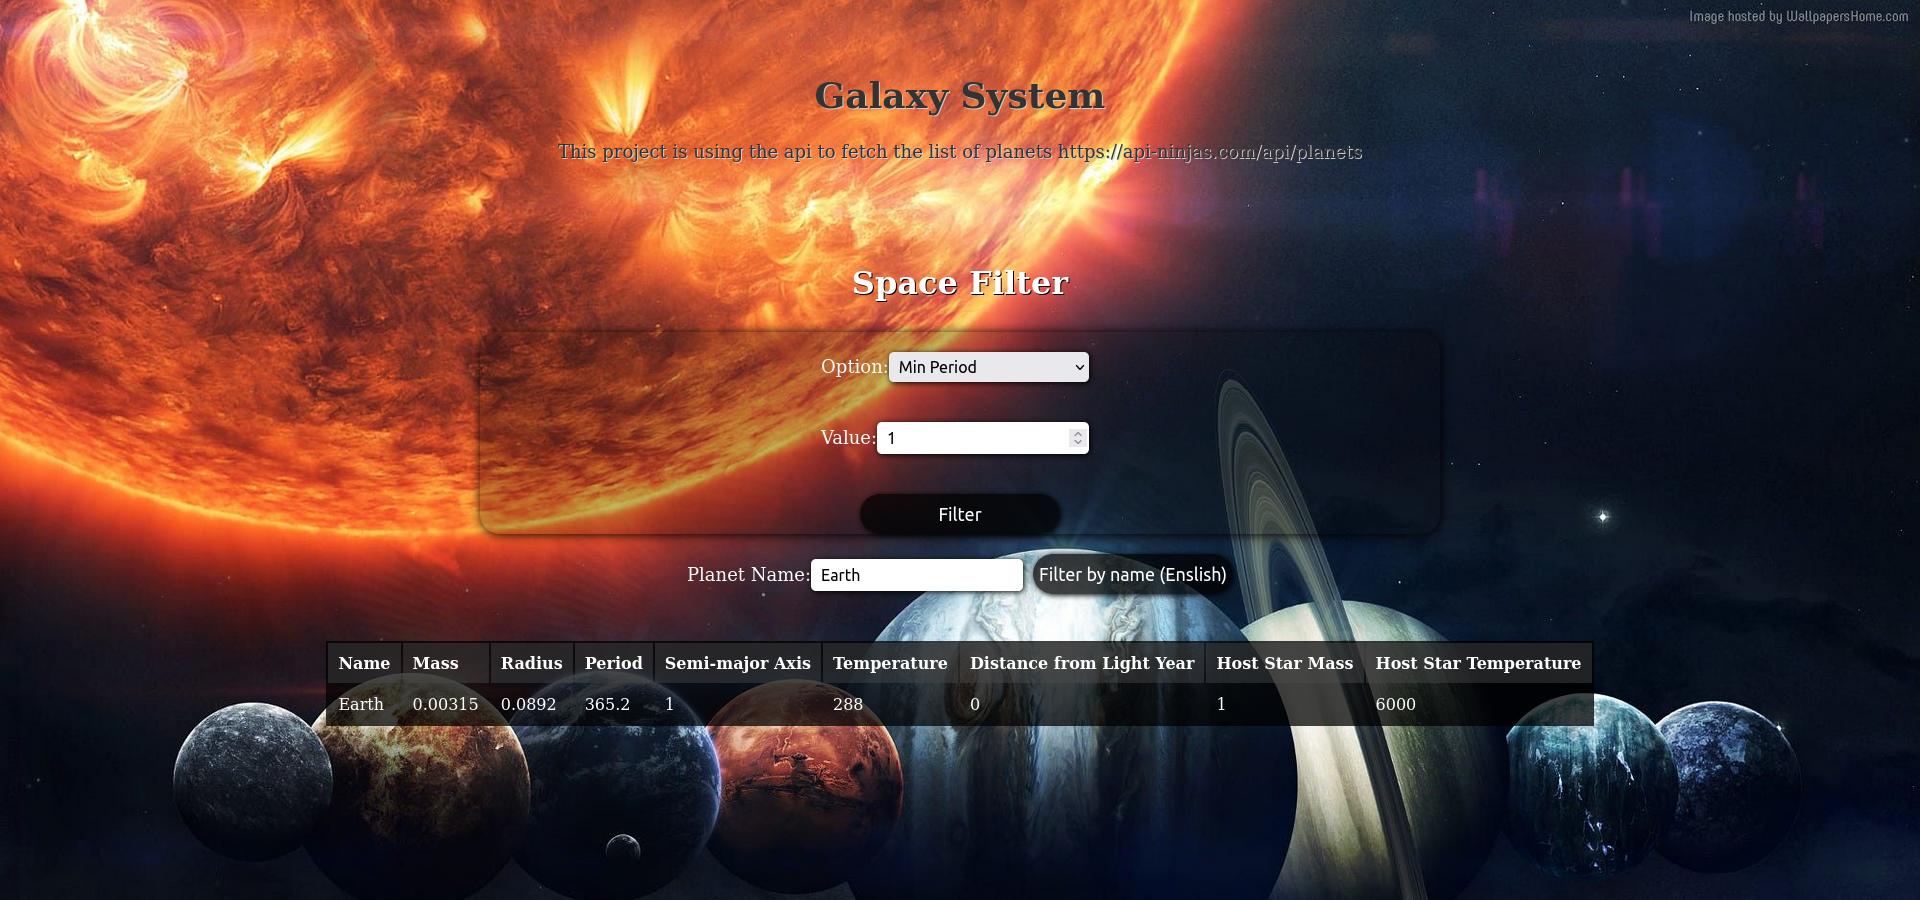 Image hosted by WallpapersHome.com
Galaxy System
This project is using the api to fetch the list of planets https://api-ninjas.com/api/planets
Space Filter
Option: Min Period
Value: 1
Filter
Planet Name: Earth Filter by name (Enslish)
Name Mass Radius Period Semi-major Axis Temperature Distance from Light Year Host Star Mass Host Star Temperature
Earth 0.00315 0.0892 365.2 1 288 0 1 6000